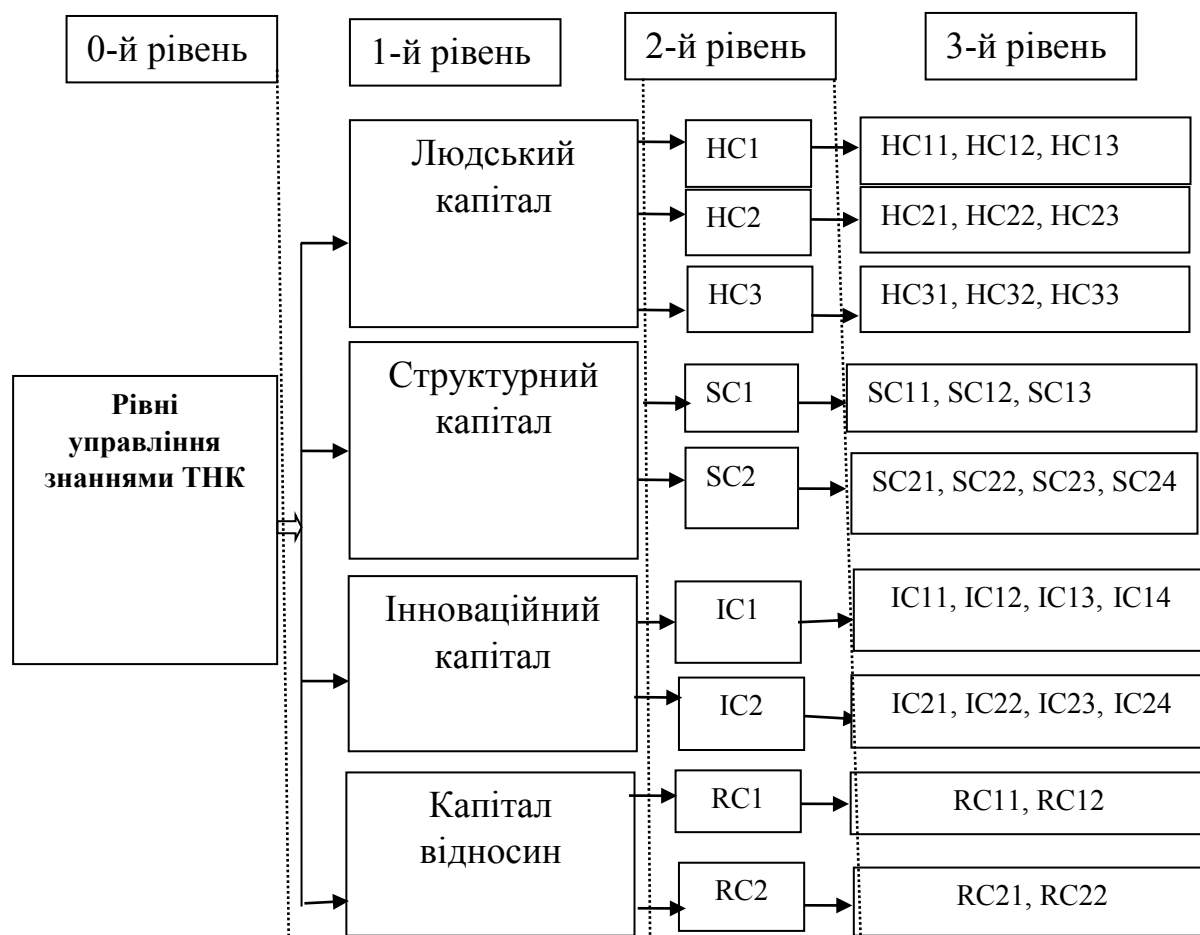 0-й рівень
1-й рівень
2-й рівень
3-й рівень
Рівні
управління
знаннями ТНК
Людський
капітал
HC1
HC11, HC12, HC13
HC2
HC21, HC22, HC23
HC3
HC31, HC32, HC33
Структурний
капітал
SC1
SC11, SC12, SC13
SC2
SC21, SC22, SC23, SC24
Інноваційний
капітал
IC1
IC11, IC12, IC13, IC14
IC2
IC21, IC22, IC23, IC24
Капітал
відносин
RC1
RC11, RC12
RC2
RC21, RC22